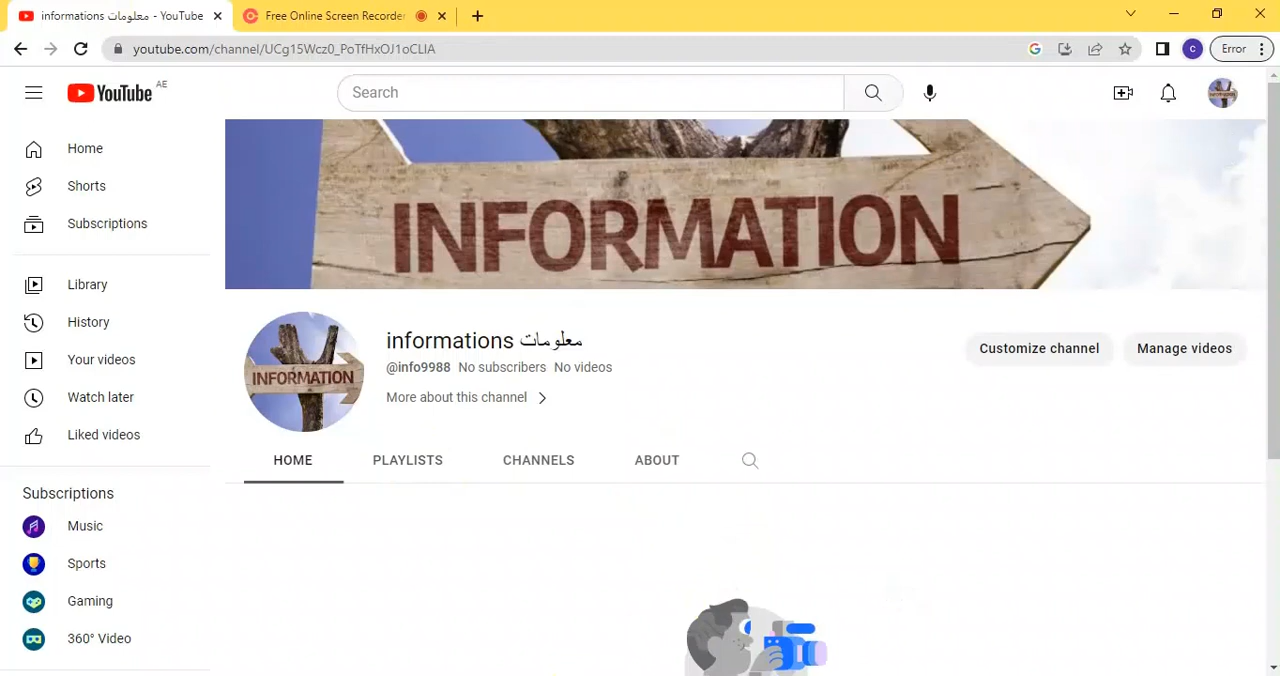 informations معلومات - YouTube
Free Online Screen Recorder
youtube.com/channel/UCg15Wcz0_PoTfHxOJ1oCLlA
C
Error
YouTube AE
Search
Home
Shorts
Subscriptions
Library
History
Your videos
Watch later
Liked videos
Subscriptions
Music
Sports
Gaming
360° Video
INFORMATION
INFORMATION
informations معلومات
@info9988 No subscribers No videos
More about this channel
Customize channel
Manage videos
HOME PLAYLISTS CHANNELS ABOUT